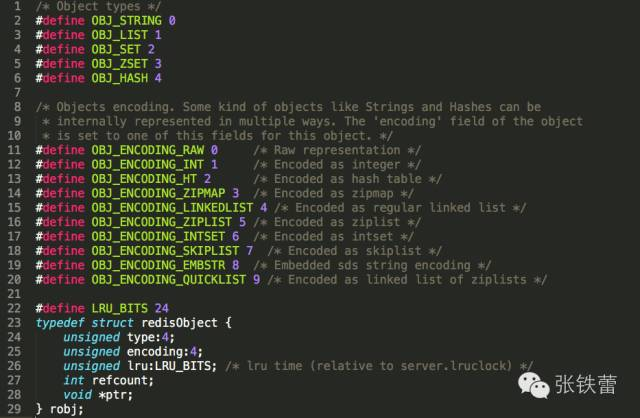 1 /* Object types */
2 #define OBJ_STRING 0
3 #define OBJ_LIST 1
4 #define OBJ_SET 2
5 #define OBJ_ZSET 3
6 #define OBJ_HASH 4
7
8 /* Objects encoding. Some kind of objects like Strings and Hashes can be
9  * internally represented in multiple ways. The 'encoding' field of the object
10  * is set to one of this fields for this object. */
11 #define OBJ_ENCODING_RAW 0     /* Raw representation */
12 #define OBJ_ENCODING_INT 1     /* Encoded as integer */
13 #define OBJ_ENCODING_HT 2      /* Encoded as hash table */
14 #define OBJ_ENCODING_ZIPMAP 3  /* Encoded as zipmap */
15 #define OBJ_ENCODING_LINKEDLIST 4 /* Encoded as regular linked list */
16 #define OBJ_ENCODING_ZIPLIST 5 /* Encoded as ziplist */
17 #define OBJ_ENCODING_INTSET 6  /* Encoded as intset */
18 #define OBJ_ENCODING_SKIPLIST 7  /* Encoded as skiplist */
19 #define OBJ_ENCODING_EMBSTR 8  /* Embedded sds string encoding */
20 #define OBJ_ENCODING_QUICKLIST 9 /* Encoded as linked list of ziplists */
21
22 #define LRU_BITS 24
23 typedef struct redisObject {
24     unsigned type:4;
25     unsigned encoding:4;
26     unsigned lru:LRU_BITS; /* lru time (relative to server.lruclock) */
27     int refcount;
28     void *ptr;
29 } robj;
张铁蕾